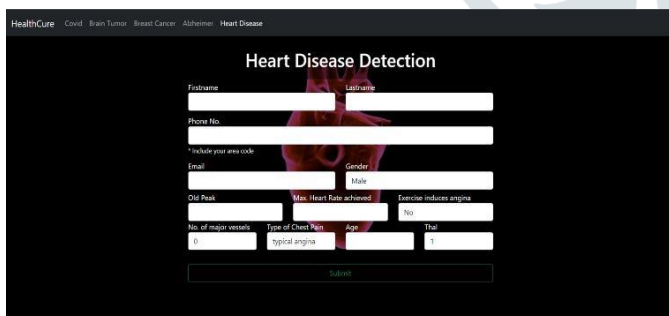 HealthCure Covid Brain Tumor Breast Cancer Alzheimer Heart Disease
Heart Disease Detection
Firstname Lastname
Phone No.
* Include your area code
Email Gender
Male
Old Peak Max. Heart Rate achieved Exercise induces angina
No
No. of major vessels Type of Chest Pain Age Thal
0 typical angina 1
Submit